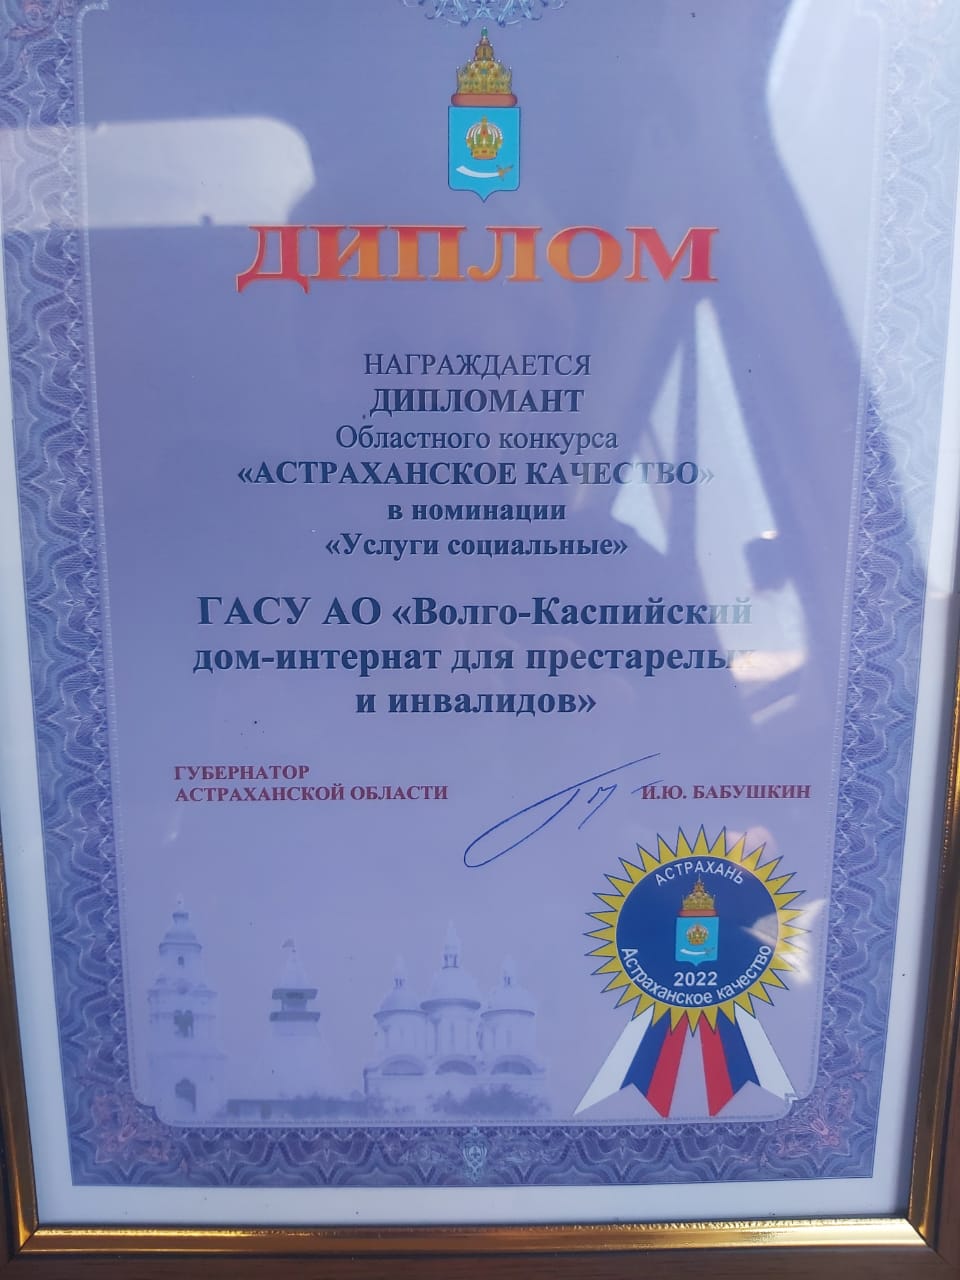 ДИПЛОМ
НАГРАЖДАЕТСЯ
ДИПЛОМАНТ
Областного конкурса
«АСТРАХАНСКОЕ КАЧЕСТВО»
в номинации
«Услуги социальные»
ГАСУ АО «Волго-Каспийский
дом-интернат для престарелых
и инвалидов»
ГУБЕРНАТОР
АСТРАХАНСКОЙ ОБЛАСТИ
И.Ю. БАБУШКИН
АСТРАХАНЬ
2022
Астраханское качество